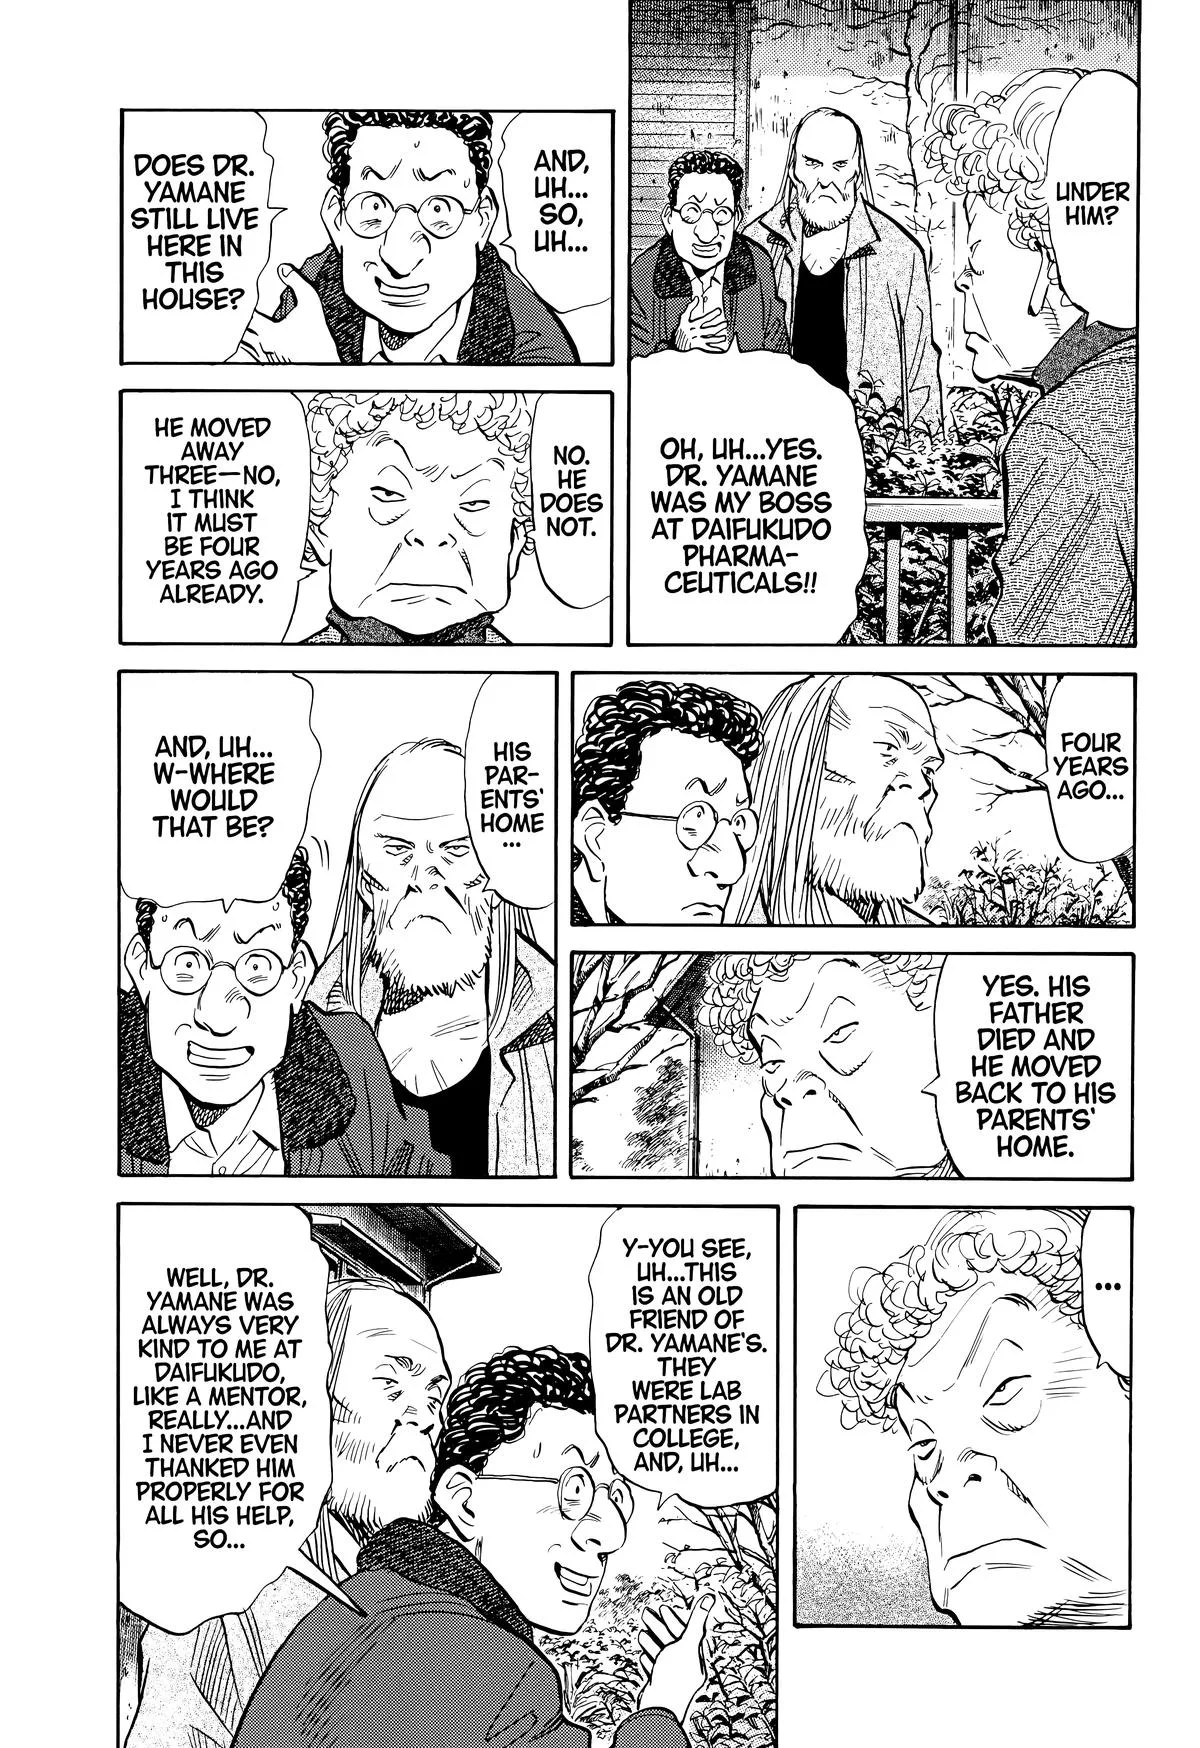 UNDER
HIM?
OH, UH...YES.
DR. YAMANE
WAS MY BOSS
AT DAIFUKUDO
PHARMA-
CEUTICALS!!
AND,
UH...
SO,
UH...
DOES DR.
YAMANE
STILL LIVE
HERE IN
THIS
HOUSE?
NO.
HE
DOES
NOT.
HE MOVED
AWAY
THREE—NO,
I THINK
IT MUST
BE FOUR
YEARS AGO
ALREADY.
FOUR
YEARS
AGO...
YES. HIS
FATHER
DIED AND
HE MOVED
BACK TO HIS
PARENTS'
HOME.
HIS
PAR-
ENTS'
HOME
...
AND, UH...
W-WHERE
WOULD
THAT BE?
...
Y-YOU SEE,
UH...THIS
IS AN OLD
FRIEND OF
DR. YAMANE'S.
THEY
WERE LAB
PARTNERS IN
COLLEGE,
AND, UH...
WELL, DR.
YAMANE WAS
ALWAYS VERY
KIND TO ME AT
DAIFUKUDO,
LIKE A MENTOR,
REALLY...AND
I NEVER EVEN
THANKED HIM
PROPERLY FOR
ALL HIS HELP,
SO...